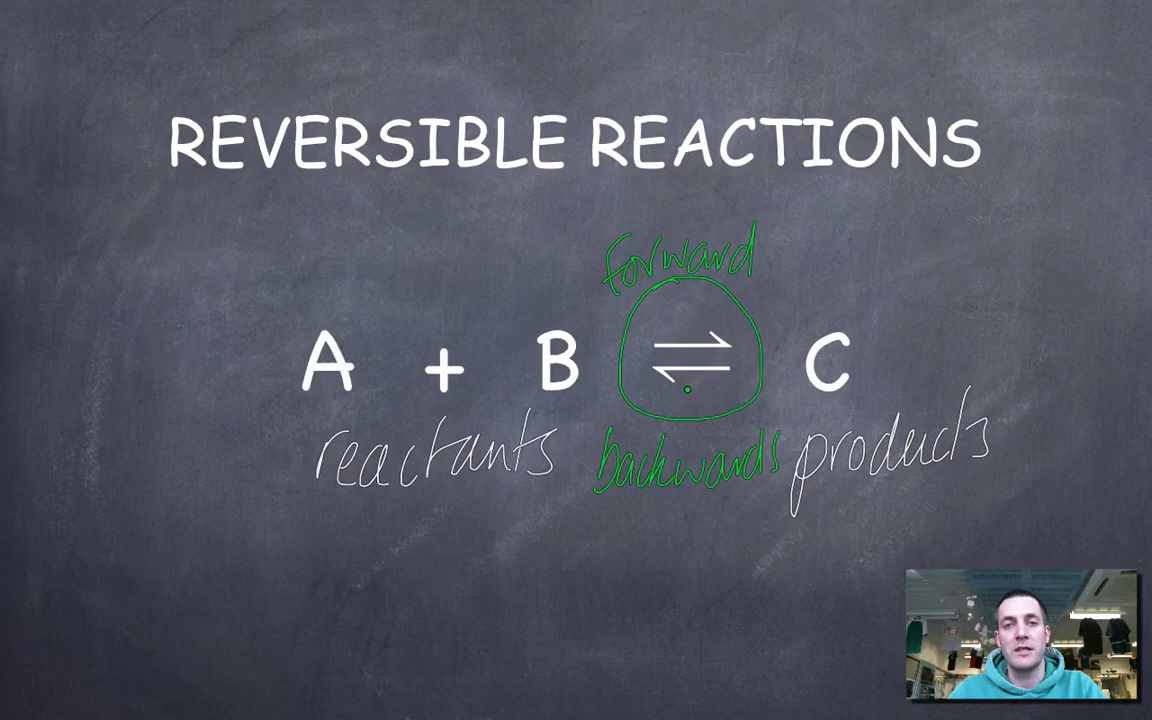 REVERSIBLE REACTIONS
forward
A + B ⇌ C
reactants backwards products